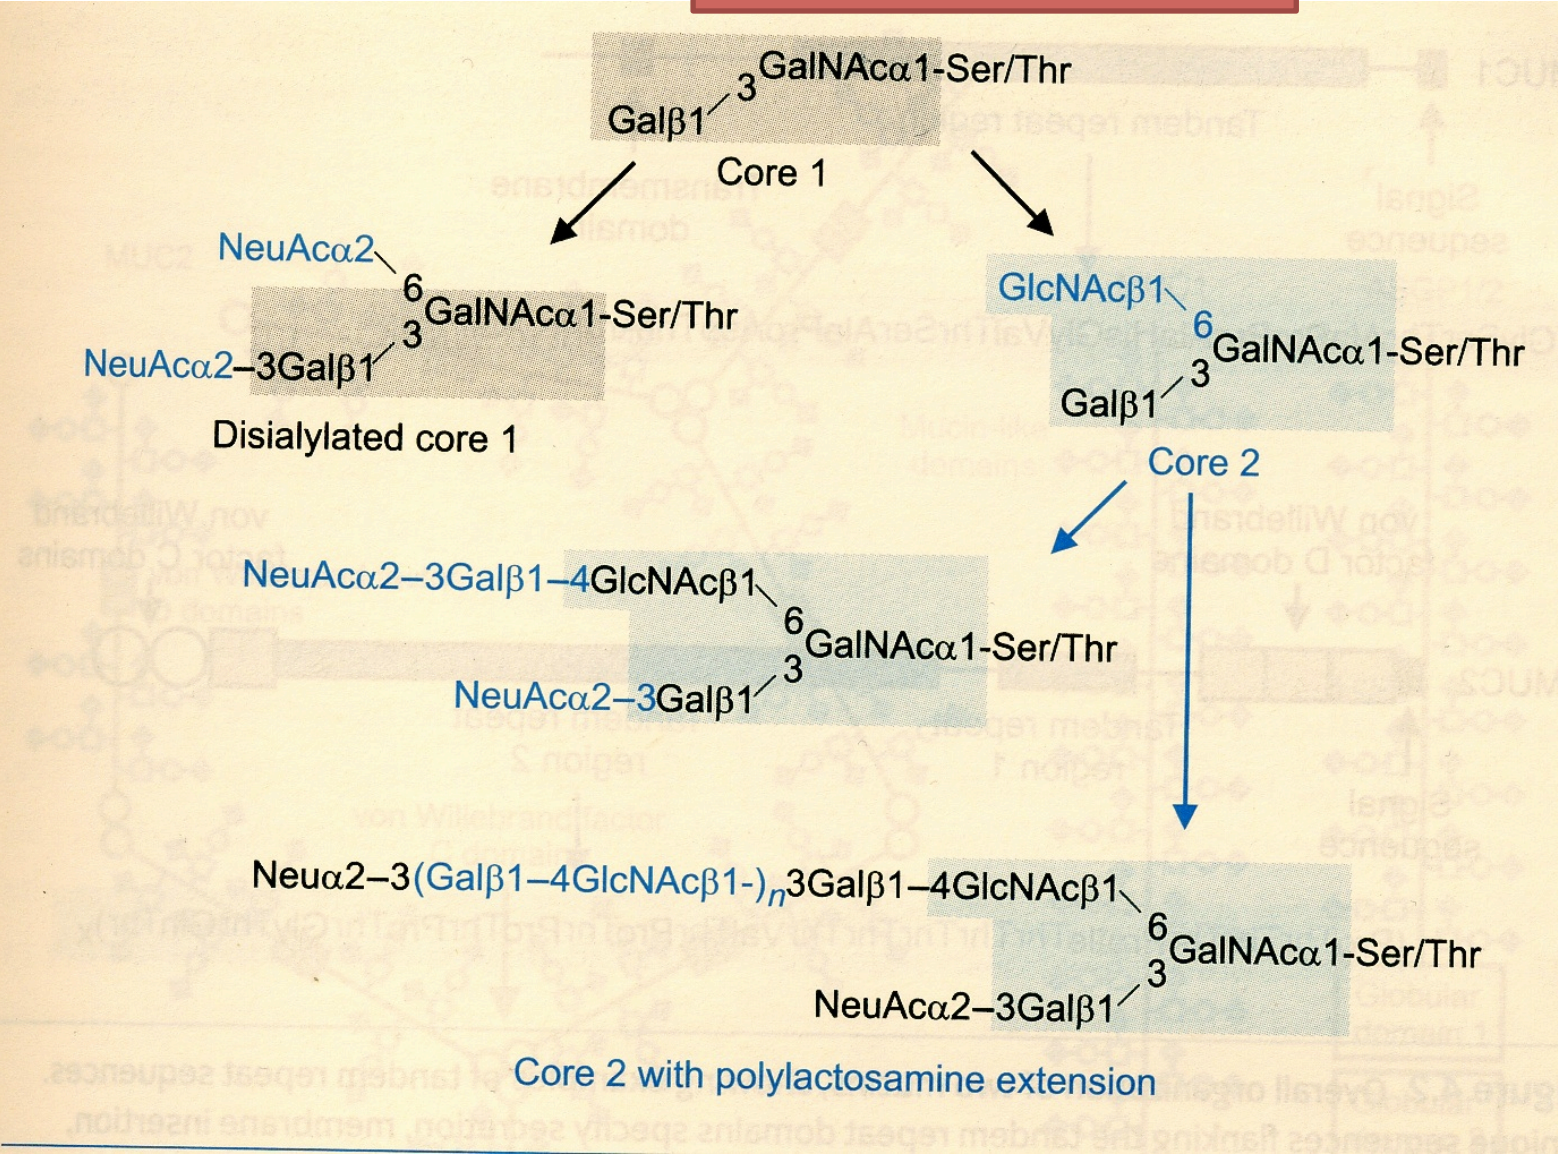 GalNAcα1-Ser/Thr
3
Galβ1
Core 1
NeuAcα2
6
GalNAcα1-Ser/Thr
3
NeuAcα2–3Galβ1
Disialylated core 1
GlcNAcβ1
6
GalNAcα1-Ser/Thr
3
Galβ1
Core 2
NeuAcα2–3Galβ1–4GlcNAcβ1
6
GalNAcα1-Ser/Thr
3
NeuAcα2–3Galβ1
Neuα2–3(Galβ1–4GlcNAcβ1-)n3Galβ1–4GlcNAcβ1
6
GalNAcα1-Ser/Thr
3
NeuAcα2–3Galβ1
Core 2 with polylactosamine extension